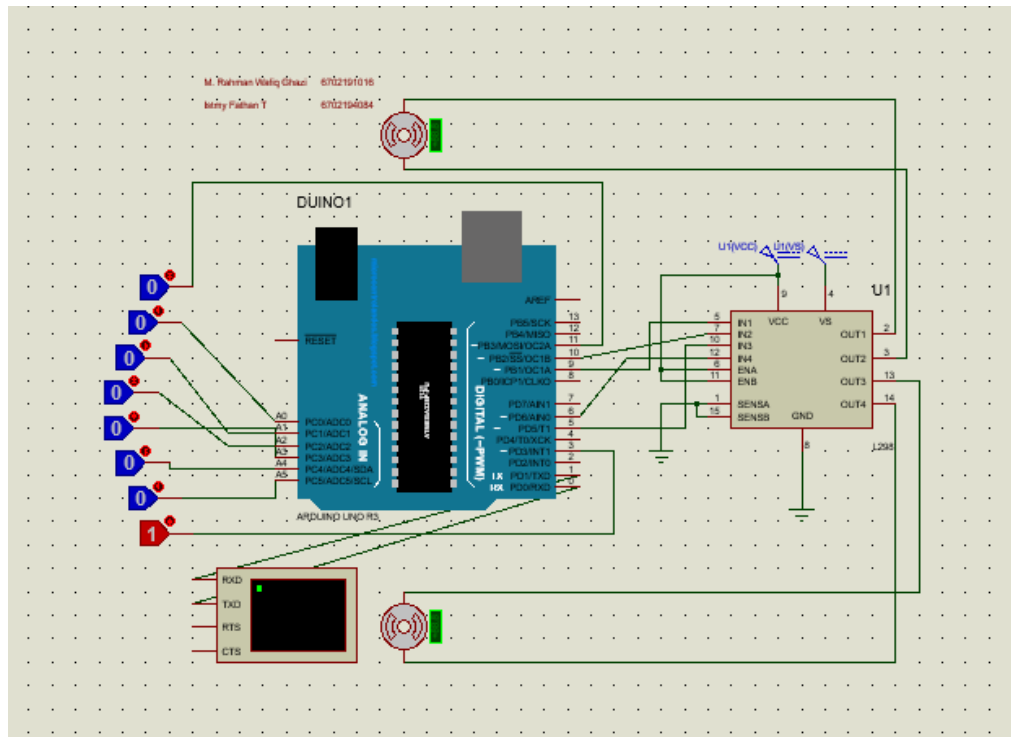 M. Rahman Wafiq Ghazi 6702191016
Istmy Fathan T 6702194084
DUINO1
U1(VCC)
U1(VS)
U1
0
0
0
0
0
0
0
1
RESET
AREF
PB5/SCK 13
PB4/MISO 12
PB3/MOSI/OC2A 11
PB2/SS/OC1B 10
PB1/OC1A 9
PB0/ICP1/CLKO 8
PD7/AIN1 7
PD6/AIN0 6
PD5/T1 5
PD4/T0/XCK 4
PD3/INT1 3
PD2/INT0 2
TX PD1/TXD 1
RX PD0/RXD 0
DIGITAL (~PWM)
ANALOG IN
A0 PC0/ADC0
A1 PC1/ADC1
A2 PC2/ADC2
A3 PC3/ADC3
A4 PC4/ADC4/SDA
A5 PC5/ADC5/SCL
ARDUINO UNO R3
9 4
VCC VS
5 IN1
7 IN2
10 IN3
12 IN4
6 ENA
11 ENB
1 SENSA
15 SENSB
OUT1 2
OUT2 3
OUT3 13
OUT4 14
GND
8
L298
RXD
TXD
RTS
CTS